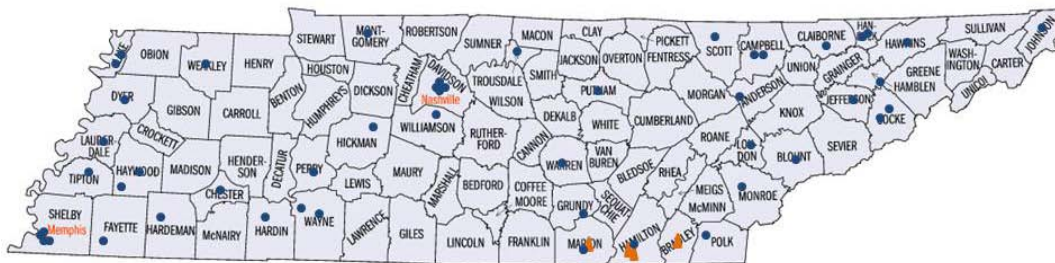 STEWART
MONT-
GOMERY
ROBERTSON
SUMNER
MACON
CLAY
PICKETT
SCOTT
CAMPBELL
CLAIBORNE
HAWKINS
SULLIVAN
JOHNSON
OBION
WEAKLEY
HENRY
HOUSTON
CHEATHAM
DAVIDSON
Nashville
TROUSDALE
SMITH
JACKSON
OVERTON
FENTRESS
UNION
GRAINGER
GREENE
HAMBLEN
WASH-
INGTON
CARTER
UNICOI
DYER
GIBSON
CARROLL
BENTON
HUMPHREYS
DICKSON
WILSON
PUTNAM
MORGAN
ANDERSON
KNOX
JEFFERSON
COCKE
LAUDER-
DALE
CROCKETT
HICKMAN
WILLIAMSON
RUTHER-
FORD
CANNON
DEKALB
WHITE
CUMBERLAND
ROANE
LOU-
DON
BLOUNT
SEVIER
TIPTON
HAYWOOD
MADISON
HENDER-
SON
DECATUR
PERRY
LEWIS
MAURY
MARSHALL
BEDFORD
COFFEE
WARREN
VAN
BUREN
BLEDSOE
RHEA
MEIGS
McMINN
MONROE
CHESTER
MOORE
GRUNDY
SEQUAT-
CHIE
SHELBY
Memphis
FAYETTE
HARDEMAN
McNAIRY
HARDIN
WAYNE
LAWRENCE
GILES
LINCOLN
FRANKLIN
MARION
HAMILTON
BRADLEY
POLK